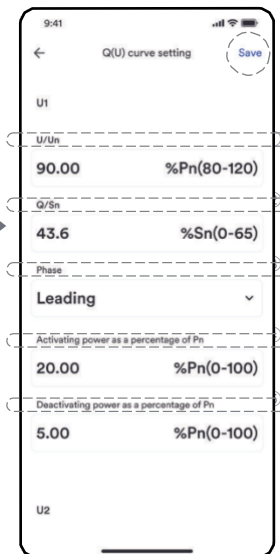 9:41
Q(U) curve setting Save
U1
U/Un
90.00 %Pn(80-120)
Q/Sn
43.6 %Sn(0-65)
Phase
Leading
Activating power as a percentage of Pn
20.00 %Pn(0-100)
Deactivating power as a percentage of Pn
5.00 %Pn(0-100)
U2